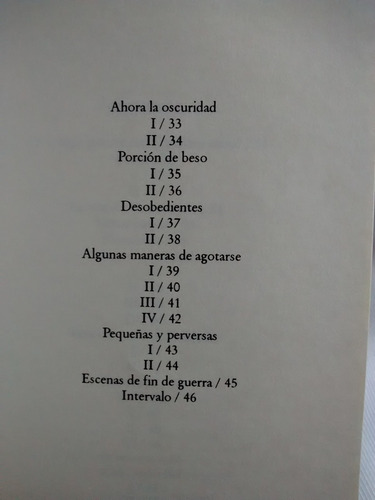 Ahora la oscuridad
I / 33
II / 34
Porción de beso
I / 35
II / 36
Desobedientes
I / 37
II / 38
Algunas maneras de agotarse
I / 39
II / 40
III / 41
IV / 42
Pequeñas y perversas
I / 43
II / 44
Escenas de fin de guerra / 45
Intervalo / 46